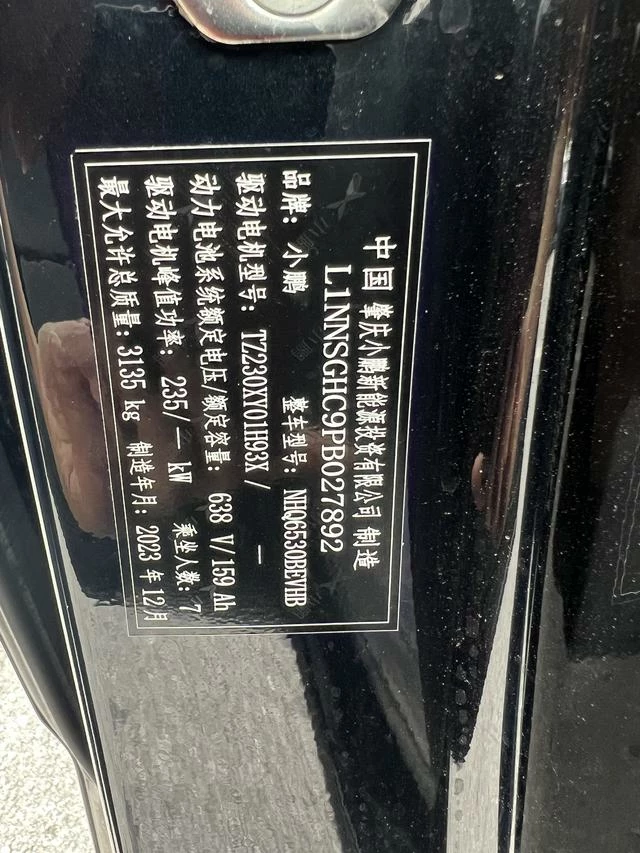 中国 肇庆小鹏新能源投资有限公司 制造
L1NNSGHC9PB027892
品牌: 小鹏 整车型号: NHQ6530BEVHB
驱动电机型号: TZ230XY01H93X / —
动力电池系统额定电压/额定容量: 638 V/159 Ah
驱动电机峰值功率: 235/— kW 乘坐人数: 7
最大允许总质量: 3135 kg 制造年月: 2023 年 12月